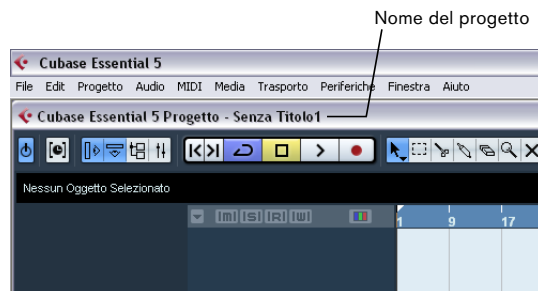 Nome del progetto
Cubase Essential 5
File Edit Progetto Audio MIDI Media Trasporto Periferiche Finestra Aiuto
Cubase Essential 5 Progetto - Senza Titolo1
Nessun Oggetto Selezionato
M S R W
1 9 17